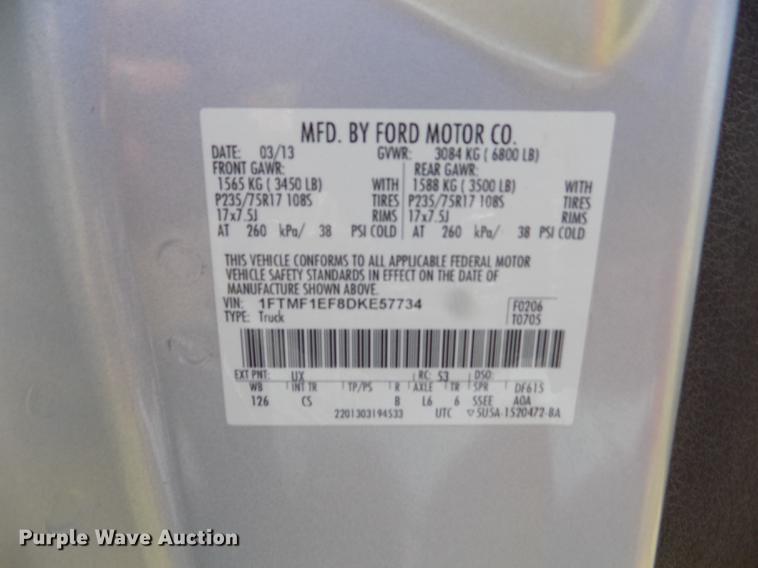 MFD. BY FORD MOTOR CO.
DATE: 03/13 GVWR: 3084 KG ( 6800 LB)
FRONT GAWR: REAR GAWR:
1565 KG ( 3450 LB) WITH 1588 KG ( 3500 LB) WITH
P235/75R17 108S TIRES P235/75R17 108S TIRES
17x7.5J RIMS 17x7.5J RIMS
AT 260 kPa/ 38 PSI COLD AT 260 kPa/ 38 PSI COLD
THIS VEHICLE CONFORMS TO ALL APPLICABLE FEDERAL MOTOR
VEHICLE SAFETY STANDARDS IN EFFECT ON THE DATE OF
MANUFACTURE SHOWN ABOVE.
VIN: 1FTMF1EF8DKE57734 F0206
TYPE: Truck T0705
EXT PNT: UX RC: 53 DSO:
WB INT TR TP/PS R AXLE TR SPR DF615
126 CS B L6 6 SSEE AOA
2201303194533 UTC ▽5USA-1520472-BA
Purple Wave Auction